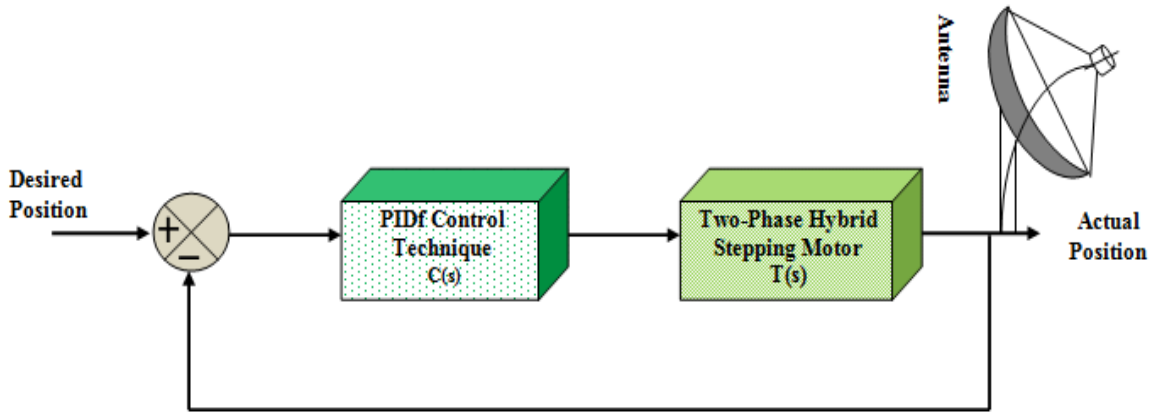 Antenna
Desired
Position
+
−
PIDf Control
Technique
C(s)
Two-Phase Hybrid
Stepping Motor
T(s)
Actual
Position